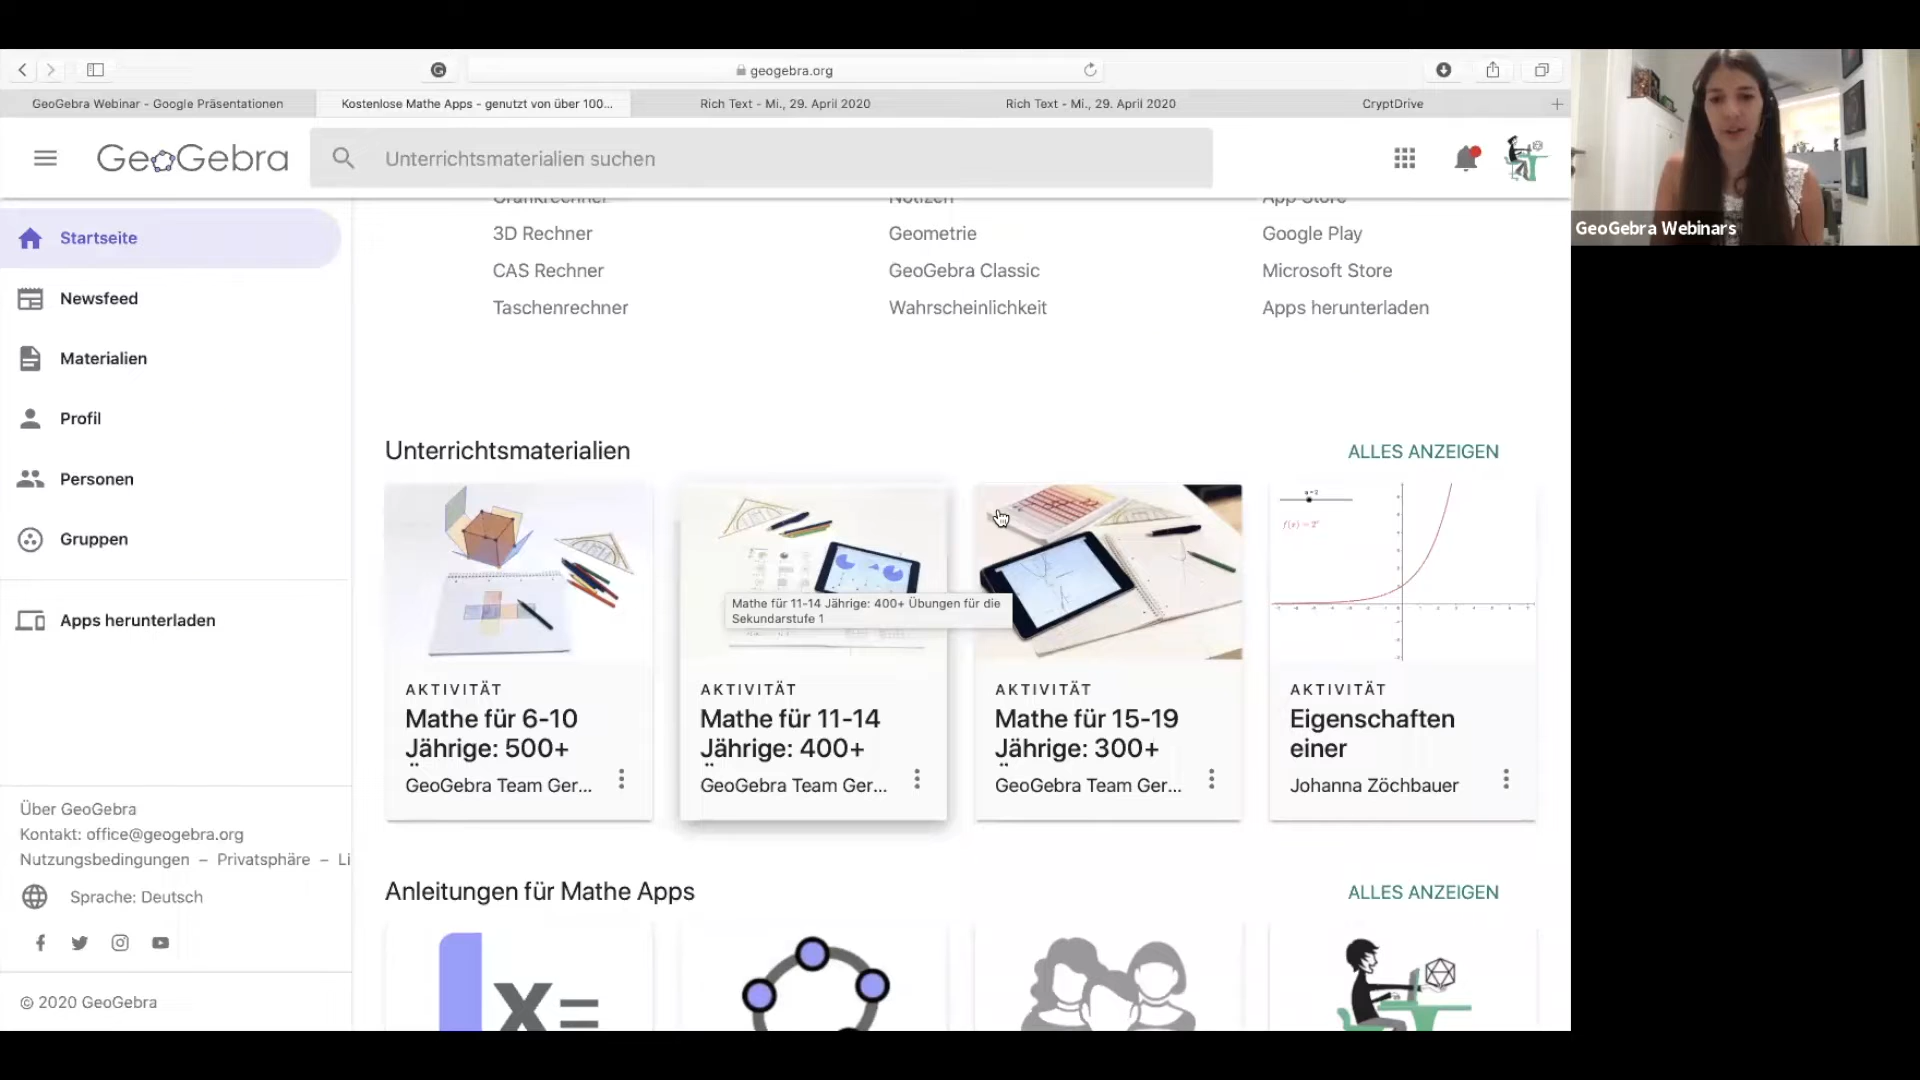 geogebra.org
GeoGebra Webinar - Google Präsentationen
Kostenlose Mathe Apps - genutzt von über 100...
Rich Text - Mi., 29. April 2020
Rich Text - Mi., 29. April 2020
CryptDrive
GeoGebra
Unterrichtsmaterialien suchen
GeoGebra Webinars
Startseite
Newsfeed
Materialien
Profil
Personen
Gruppen
Apps herunterladen
Über GeoGebra
Kontakt: office@geogebra.org
Nutzungsbedingungen – Privatsphäre – Li
Sprache: Deutsch
© 2020 GeoGebra
Grafikrechner
Notizen
App Store
3D Rechner
Geometrie
Google Play
CAS Rechner
GeoGebra Classic
Microsoft Store
Taschenrechner
Wahrscheinlichkeit
Apps herunterladen
Unterrichtsmaterialien
ALLES ANZEIGEN
Mathe für 11-14 Jährige: 400+ Übungen für die
Sekundarstufe 1
AKTIVITÄT
Mathe für 6-10
Jährige: 500+
GeoGebra Team Ger...
AKTIVITÄT
Mathe für 11-14
Jährige: 400+
GeoGebra Team Ger...
AKTIVITÄT
Mathe für 15-19
Jährige: 300+
GeoGebra Team Ger...
AKTIVITÄT
Eigenschaften
einer
Johanna Zöchbauer
Anleitungen für Mathe Apps
ALLES ANZEIGEN
x=